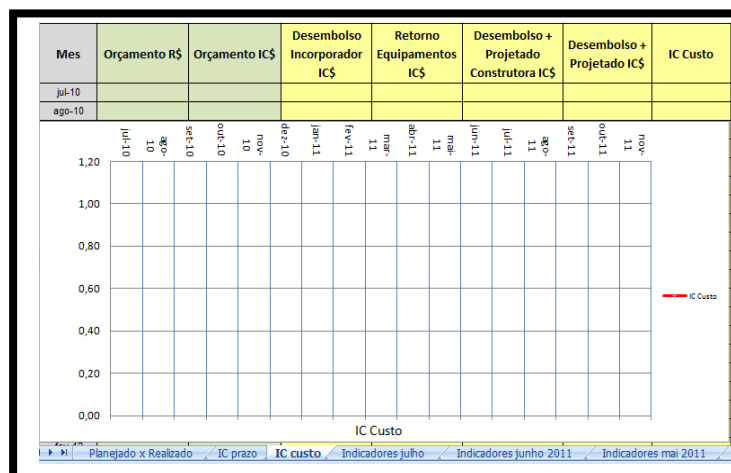 Mes Orçamento R$ Orçamento IC$ Desembolso Incorporador IC$ Retorno Equipamentos IC$ Desembolso + Projetado Construtora IC$ Desembolso + Projetado IC$ IC Custo
jul-10
ago-10
jul-10 ago-10 set-10 out-10 nov-10 dez-10 jan-11 fev-11 mar-11 abr-11 mai-11 jun-11 jul-11 ago-11 set-11 out-11 nov-11
1,20
1,00
0,80
0,60
0,40
0,20
0,00
IC Custo
IC Custo
Planejado x Realizado IC prazo IC custo Indicadores julho Indicadores junho 2011 Indicadores mai 2011